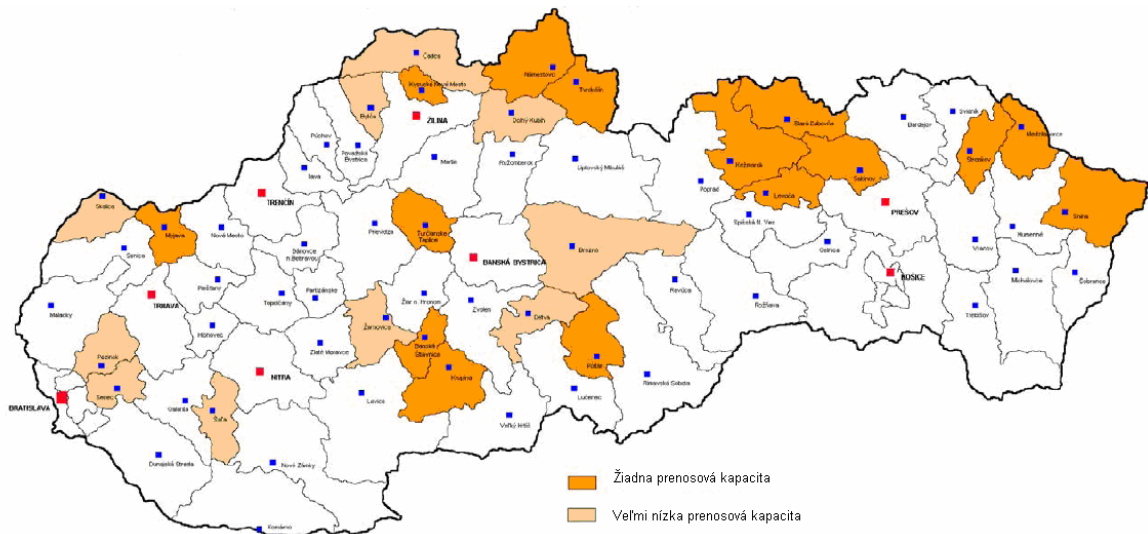 Čadca
Námestovo
Tvrdošín
Kysucké Nové Mesto
Bytča
ŽILINA
Dolný Kubín
Stará Ľubovňa
Bardejov
Svidník
Medzilaborce
Stropkov
Púchov
Považská
Bystrica
Ilava
Martin
Ružomberok
Liptovský Mikuláš
Kežmarok
Sabinov
Levoča
Poprad
Snina
Skalica
TRENČÍN
PREŠOV
Myjava
Nové Mesto
Prievidza
Turčianske
Teplice
Spišská N. Ves
Humenné
Vranov
Senica
Bánovce
n.Bebravou
BANSKÁ BYSTRICA
Brezno
Gelnica
KOŠICE
Michalovce
Sobrance
Piešťany
Topoľčany
Partizánske
Žiar n. Hronom
Zvolen
Revúca
Rožňava
Malacky
TRNAVA
Hlohovec
Žarnovica
Detva
Trebišov
Zlaté Moravce
Banská
Štiavnica
Pezinok
Krupina
Poltár
NITRA
Rimavská Sobota
Senec
Levice
Lučenec
BRATISLAVA
Galanta
Šaľa
Veľký Krtíš
Dunajská Streda
Nové Zámky
Komárno
Žiadna prenosová kapacita
Veľmi nízka prenosová kapacita